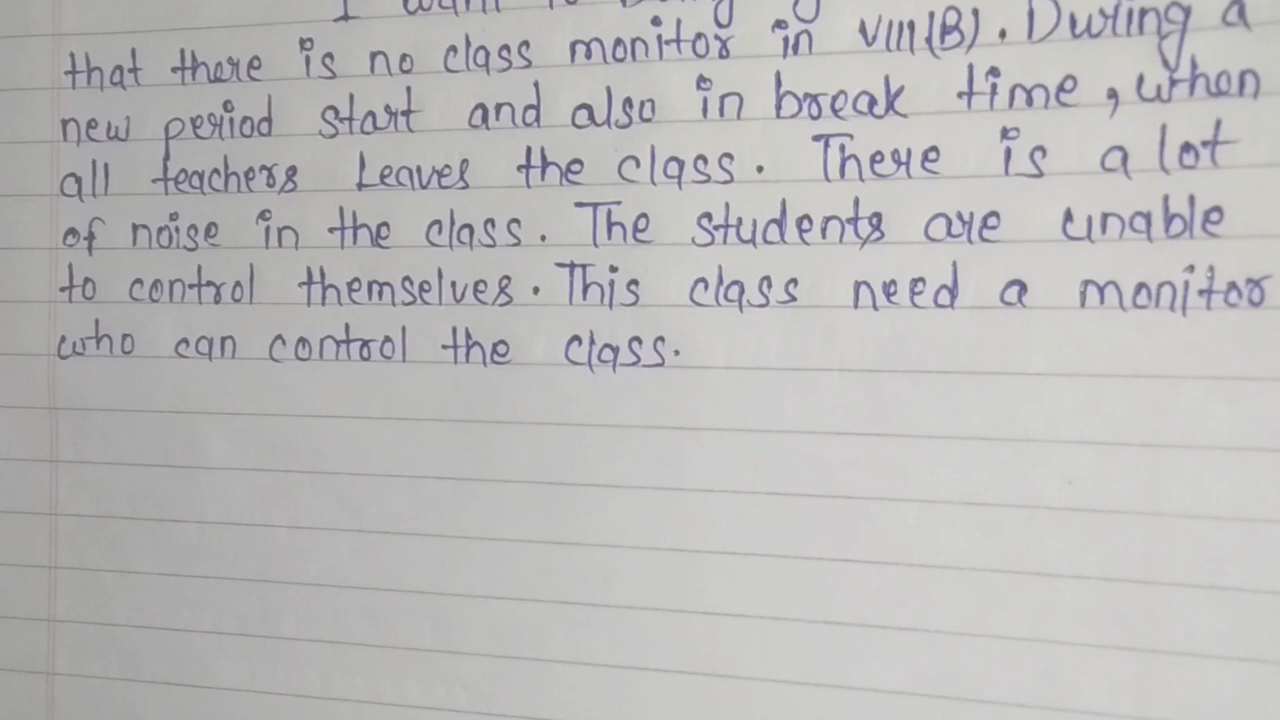 I want to
that there is no class monitor in VIII(B). During a
new period start and also in break time, when
all teachers Leaves the class. There is a lot
of noise in the class. The students are unable
to control themselves. This class need a monitor
who can control the class.